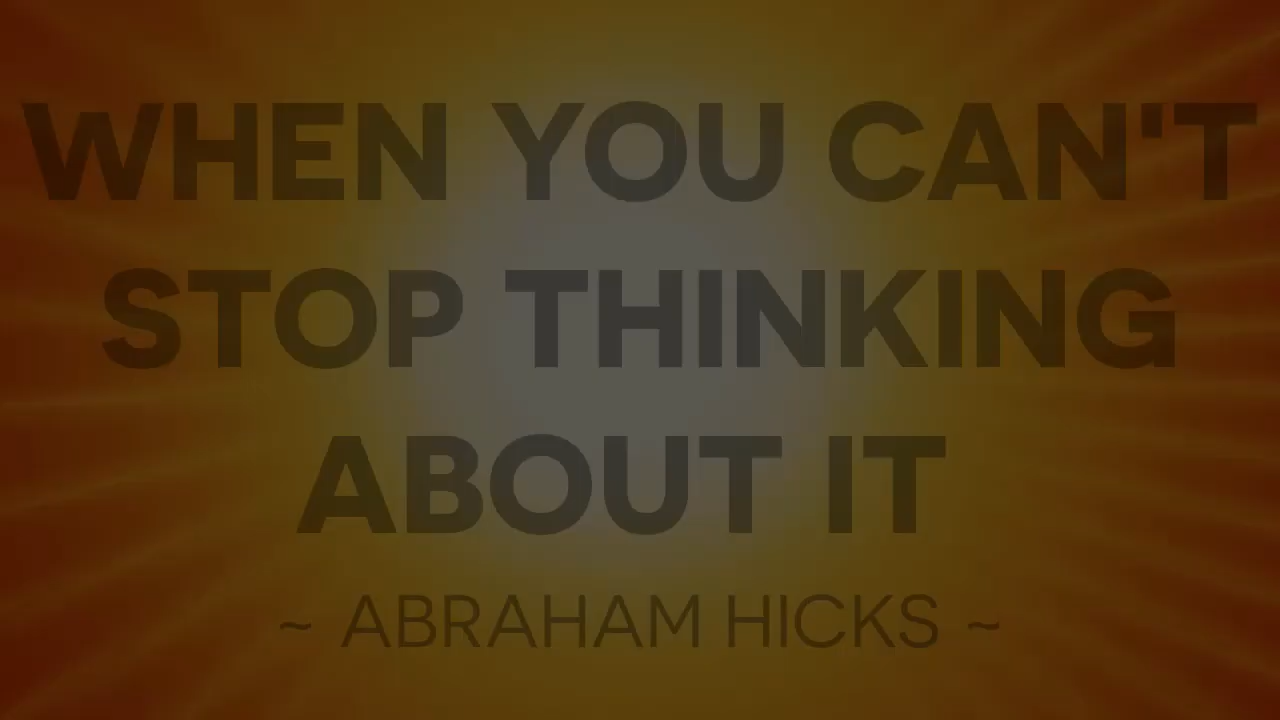 WHEN YOU CAN'T
STOP THINKING
ABOUT IT
~ ABRAHAM HICKS ~